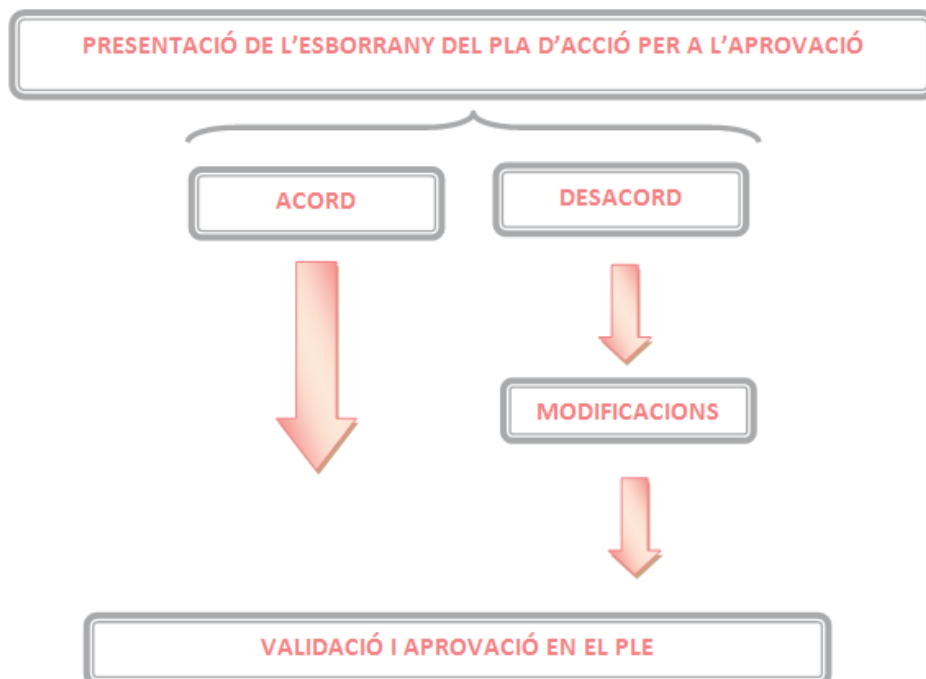 PRESENTACIÓ DE L’ESBORRANY DEL PLA D’ACCIÓ PER A L’APROVACIÓ
ACORD
DESACORD
MODIFICACIONS
VALIDACIÓ I APROVACIÓ EN EL PLE